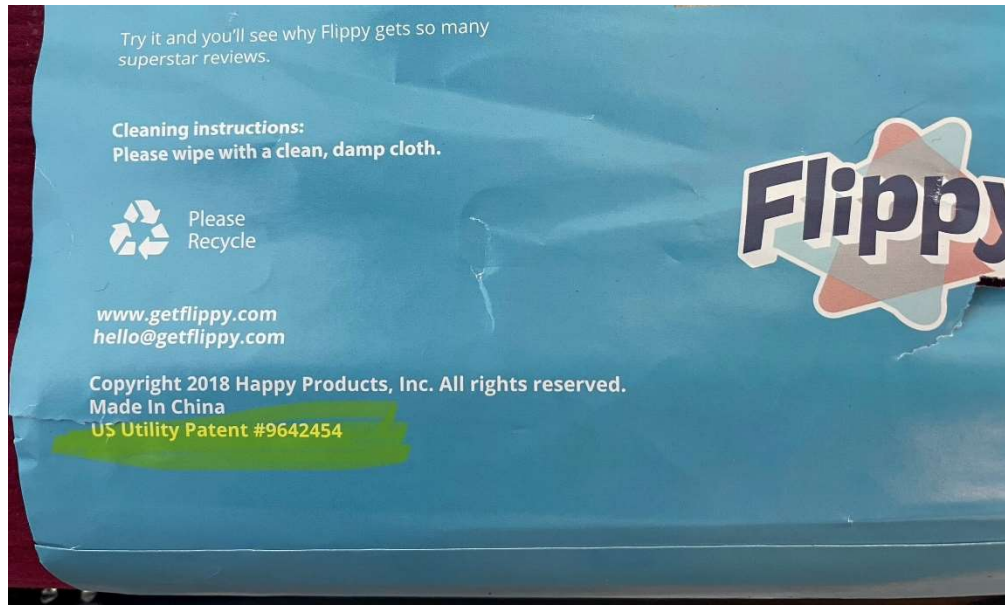 Try it and you'll see why Flippy gets so many
superstar reviews.
Cleaning instructions:
Please wipe with a clean, damp cloth.
Please
Recycle
Flippy
www.getflippy.com
hello@getflippy.com
Copyright 2018 Happy Products, Inc. All rights reserved.
Made In China
US Utility Patent #9642454